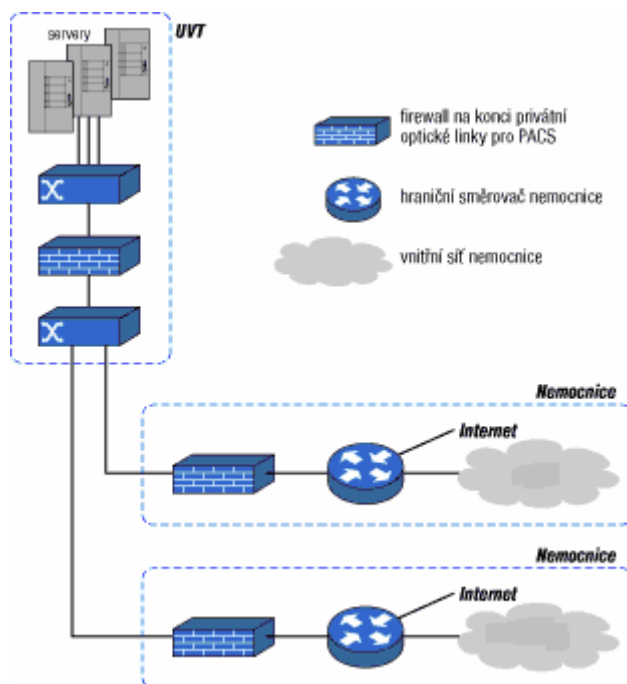 servery
UVT
firewall na konci privátní
optické linky pro PACS
hraniční směrovač nemocnice
vnitřní síť nemocnice
Nemocnice
Internet
Nemocnice
Internet